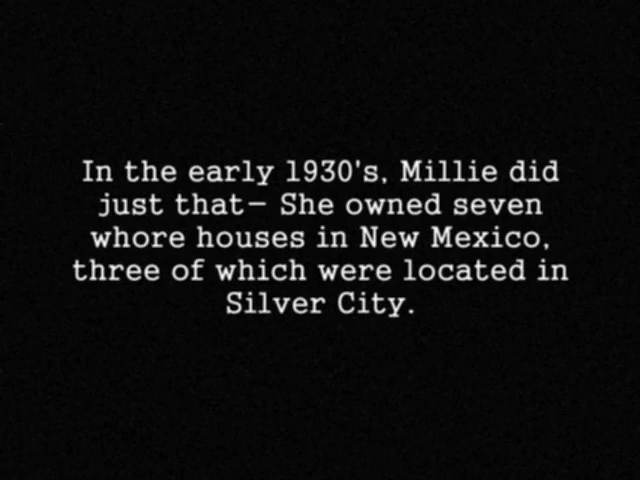 In the early 1930's, Millie did
just that— She owned seven
whore houses in New Mexico,
three of which were located in
Silver City.